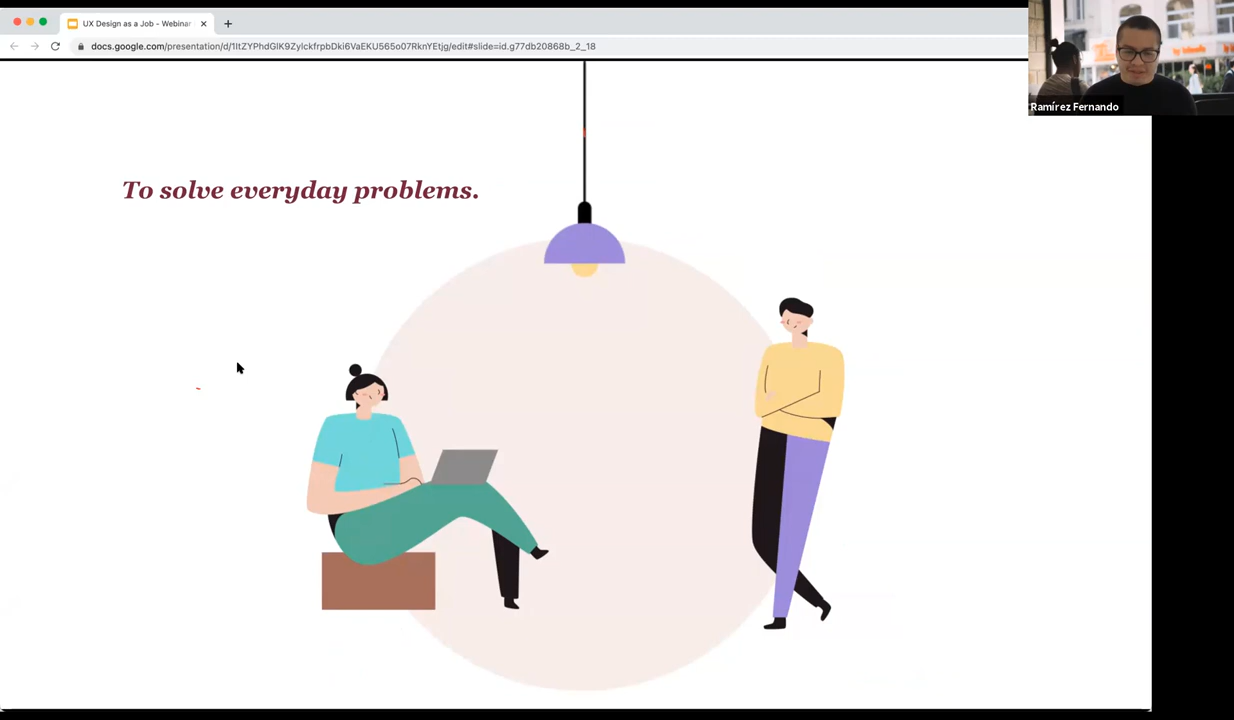 UX Design as a Job - Webinar
docs.google.com/presentation/d/1ItZYPhdGlK9ZylckfrpbDki6VaEKU565o07RknYEtjg/edit#slide=id.g77db20868b_2_18
Ramírez Fernando
To solve everyday problems.